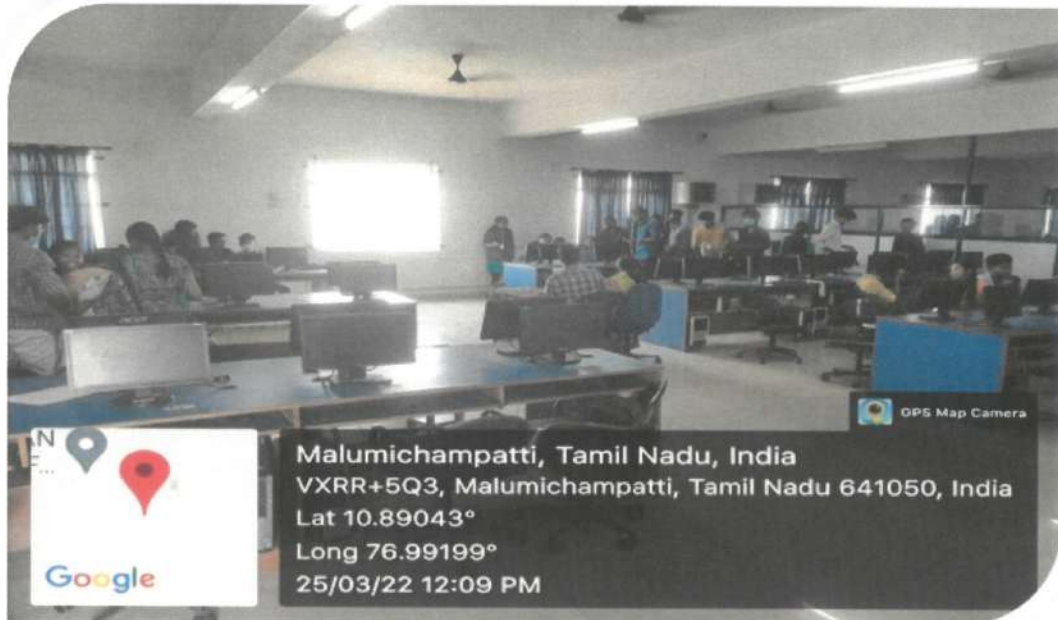 GPS Map Camera
AN
E...
Malumichampatti, Tamil Nadu, India
VXRR+5Q3, Malumichampatti, Tamil Nadu 641050, India
Lat 10.89043°
Long 76.99199°
25/03/22 12:09 PM
Google